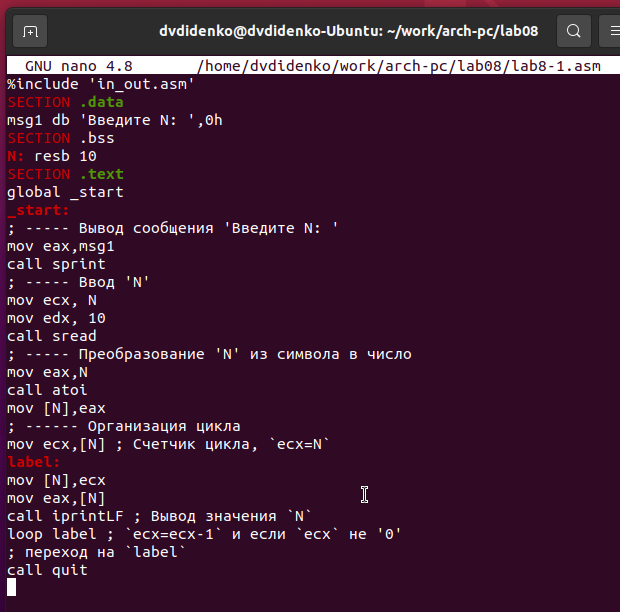 dvdidenko@dvdidenko-Ubuntu: ~/work/arch-pc/lab08
GNU nano 4.8 /home/dvdidenko/work/arch-pc/lab08/lab8-1.asm
%include 'in_out.asm'
SECTION .data
msg1 db 'Введите N: ',0h
SECTION .bss
N: resb 10
SECTION .text
global _start
_start:
; ----- Вывод сообщения 'Введите N: '
mov eax,msg1
call sprint
; ----- Ввод 'N'
mov ecx, N
mov edx, 10
call sread
; ----- Преобразование 'N' из символа в число
mov eax,N
call atoi
mov [N],eax
; ------ Организация цикла
mov ecx,[N] ; Счетчик цикла, `ecx=N`
label:
mov [N],ecx
mov eax,[N]
call iprintLF ; Вывод значения `N`
loop label ; `ecx=ecx-1` и если `ecx` не '0'
; переход на `label`
call quit